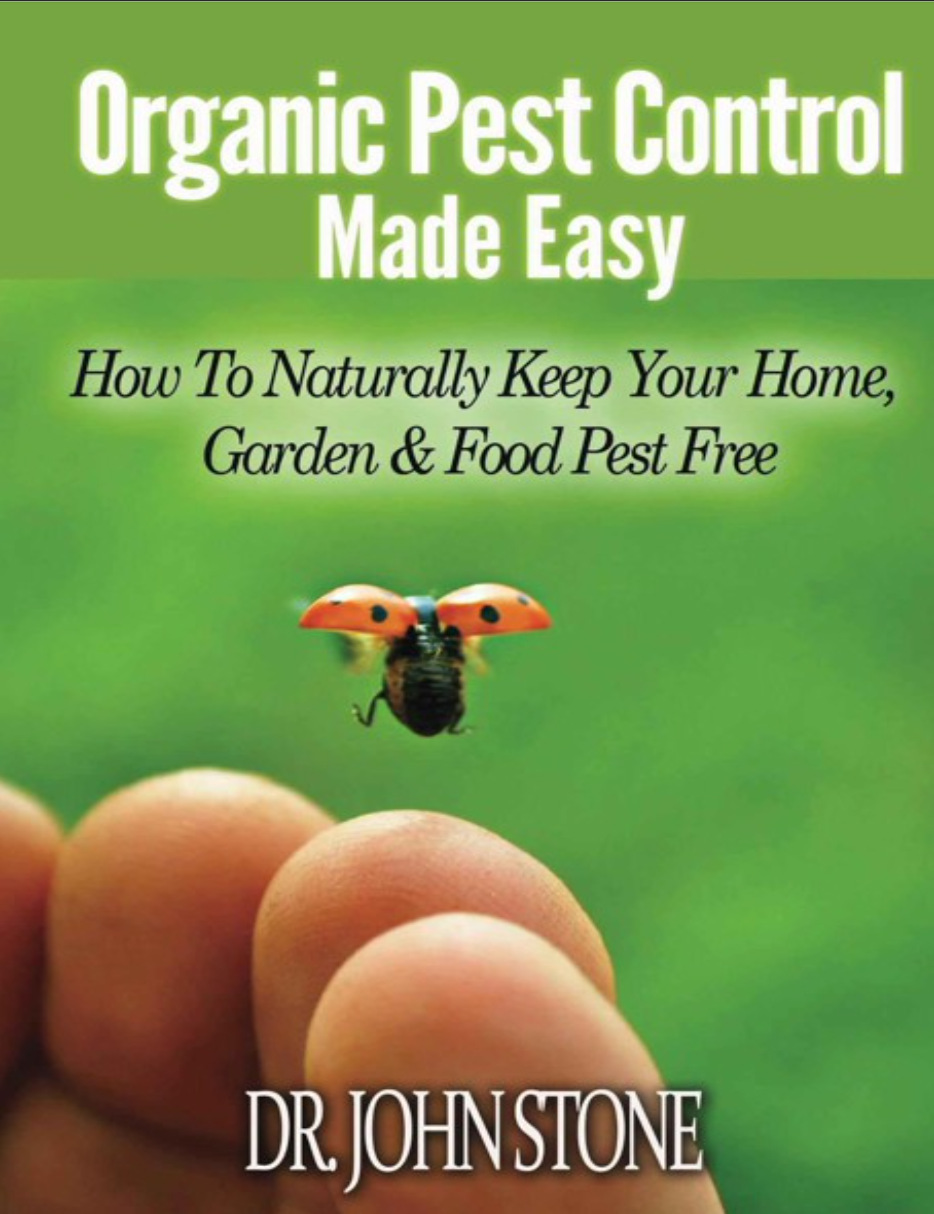 Organic Pest Control
Made Easy
How To Naturally Keep Your Home,
Garden & Food Pest Free
DR. JOHN STONE